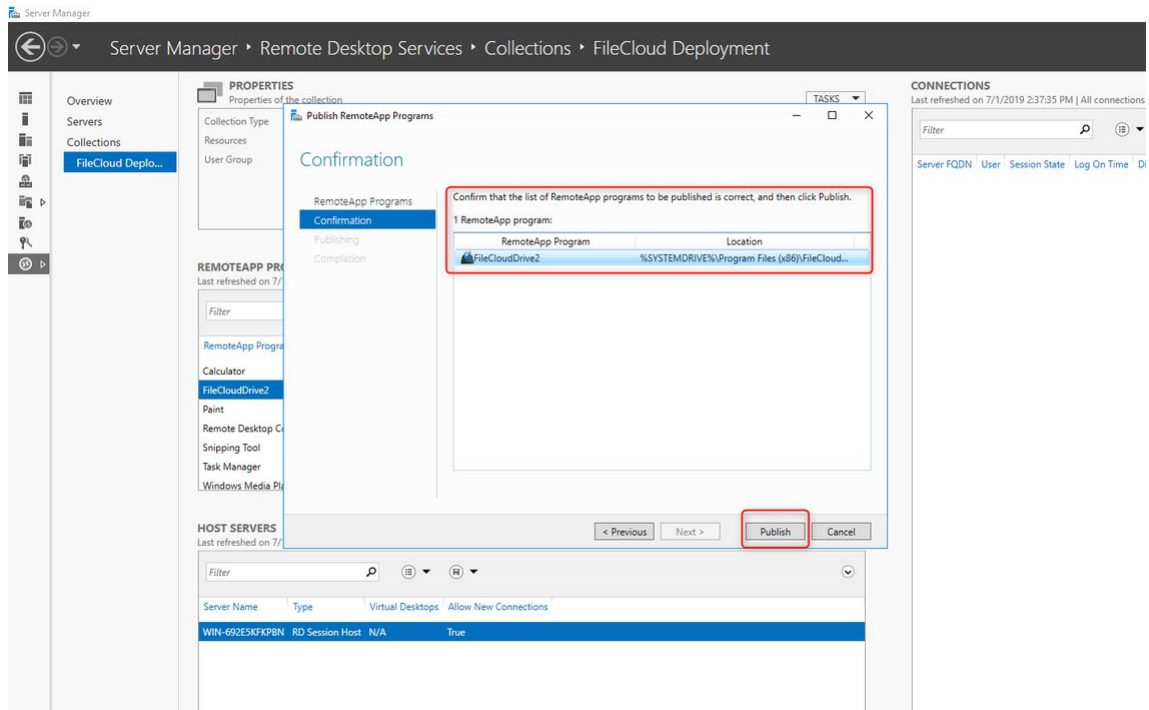 Server Manager
Server Manager ‣ Remote Desktop Services ‣ Collections ‣ FileCloud Deployment
Overview
Servers
Collections
FileCloud Deplo...
PROPERTIES
Properties of the collection
TASKS
Collection Type
Resources
User Group
REMOTEAPP PR
Last refreshed on 7/
Filter
RemoteApp Progra
Calculator
FileCloudDrive2
Paint
Remote Desktop C
Snipping Tool
Task Manager
Windows Media Pla
Publish RemoteApp Programs
Confirmation
RemoteApp Programs
Confirmation
Publishing
Completion
Confirm that the list of RemoteApp programs to be published is correct, and then click Publish.
1 RemoteApp program:
RemoteApp Program Location
FileCloudDrive2 %SYSTEMDRIVE%\Program Files (x86)\FileCloud...
< Previous Next > Publish Cancel
HOST SERVERS
Last refreshed on 7/
Filter
Server Name Type Virtual Desktops Allow New Connections
WIN-692E5KFKPBN RD Session Host N/A True
CONNECTIONS
Last refreshed on 7/1/2019 2:37:35 PM | All connections
Filter
Server FQDN User Session State Log On Time Di